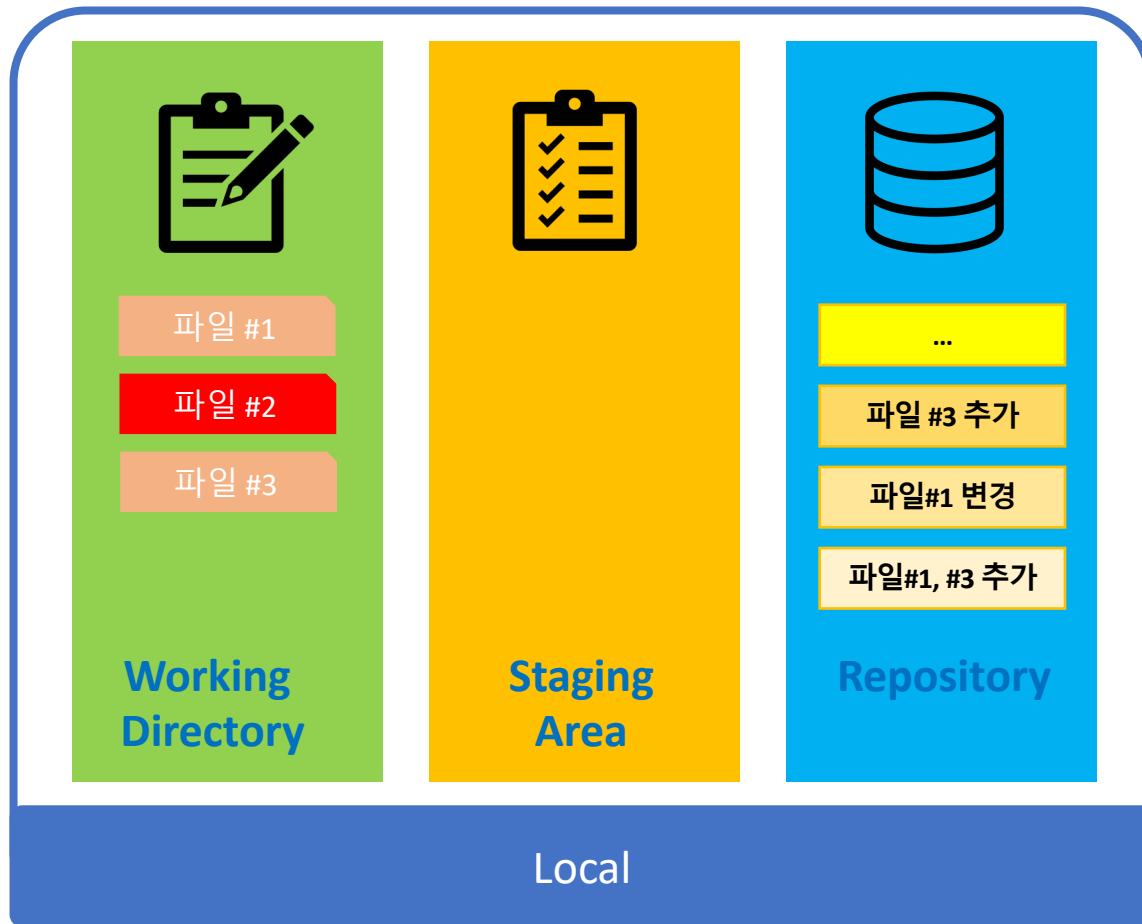 파일 #1
파일 #2
파일 #3
Working
Directory
Staging
Area
...
파일 #3 추가
파일#1 변경
파일#1, #3 추가
Repository
Local